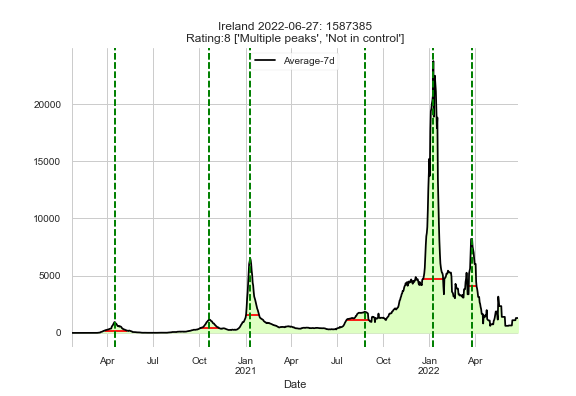 Ireland 2022-06-27: 1587385
Rating:8 ['Multiple peaks', 'Not in control']
Average-7d
20000
15000
10000
5000
0
Apr Jul Oct Jan Apr Jul Oct Jan Apr
2021 2022
Date